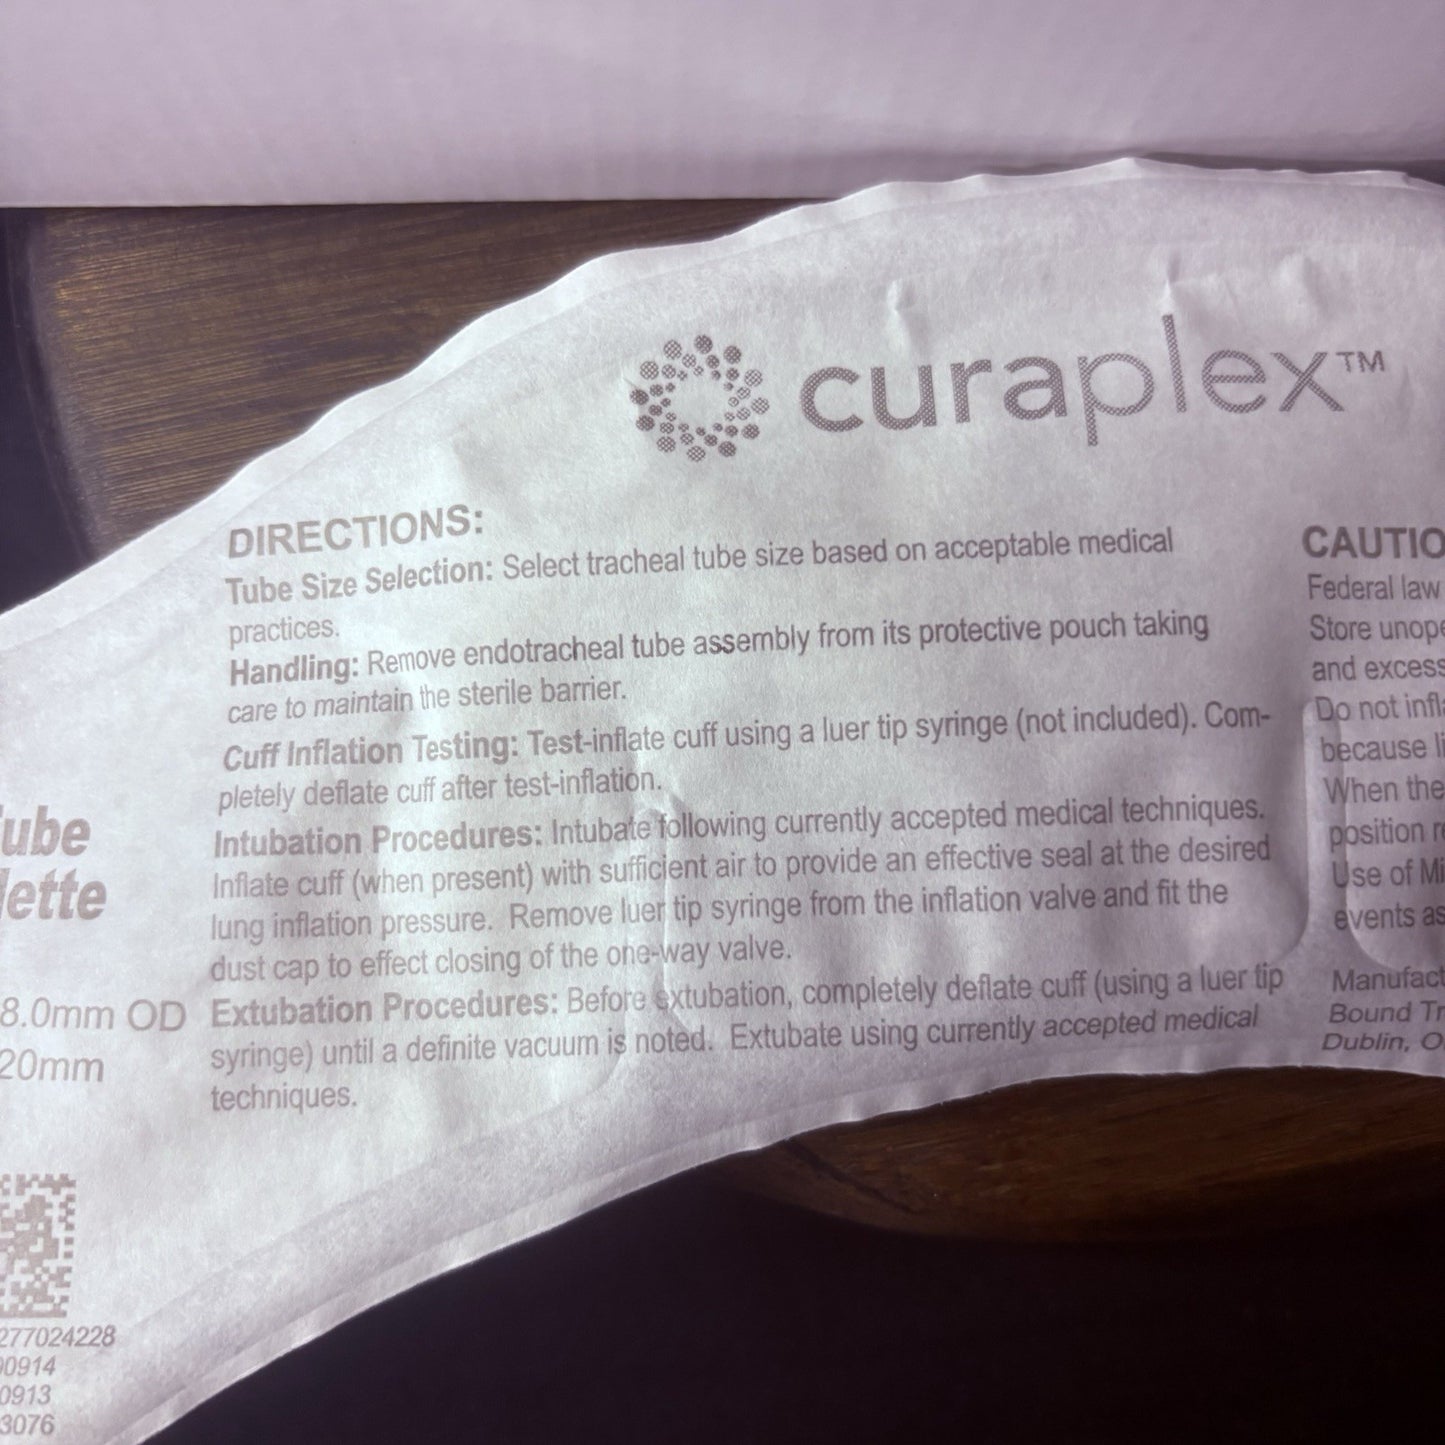 curaplex™
DIRECTIONS:
Tube Size Selection: Select tracheal tube size based on acceptable medical
practices.
Handling: Remove endotracheal tube assembly from its protective pouch taking
care to maintain the sterile barrier.
Cuff Inflation Testing: Test-inflate cuff using a luer tip syringe (not included). Com-
pletely deflate cuff after test-inflation.
Intubation Procedures: Intubate following currently accepted medical techniques.
Inflate cuff (when present) with sufficient air to provide an effective seal at the desired
lung inflation pressure. Remove luer tip syringe from the inflation valve and fit the
dust cap to effect closing of the one-way valve.
Extubation Procedures: Before extubation, completely deflate cuff (using a luer tip
syringe) until a definite vacuum is noted. Extubate using currently accepted medical
techniques.
CAUTIO
Federal law
Store unope
and excess
Do not infl
because li
When the
position r
Use of Mi
events as
Manufact
Bound Tr
Dublin, O
ube
lette
8.0mm OD
20mm
277024228
00914
0913
3076